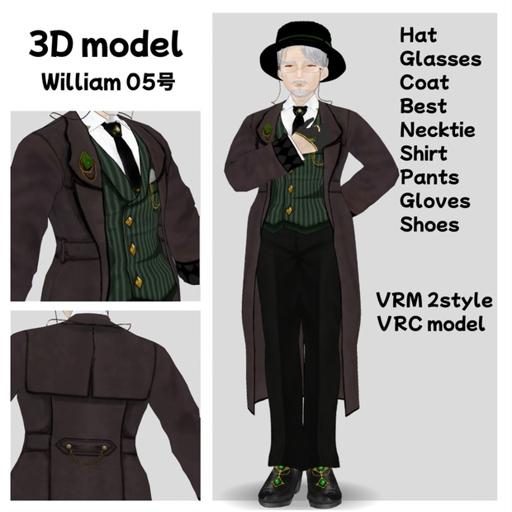 3D model
William 05号
Hat
Glasses
Coat
Best
Necktie
Shirt
Pants
Gloves
Shoes
VRM 2style
VRC model